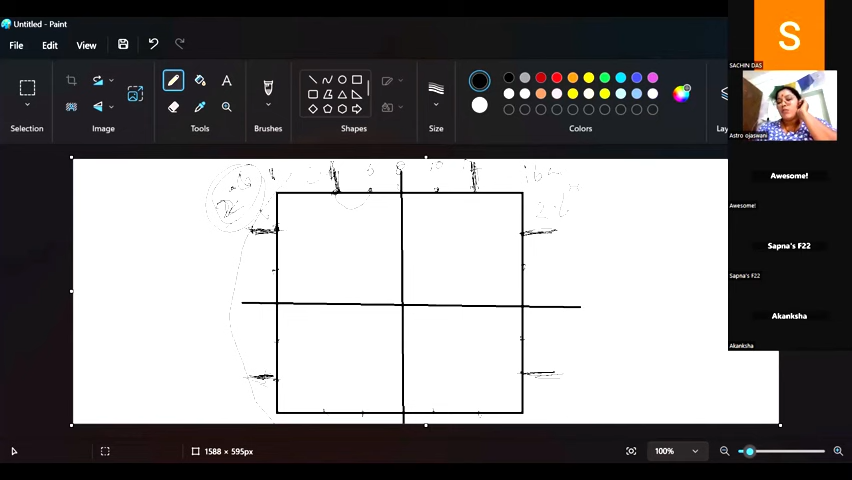 Untitled - Paint
File Edit View
Selection
Image
Tools
Brushes
Shapes
Size
Colors
A
S
SACHIN DAS
Astro ojaswani
Awesome!
Awesome!
Sapna's F22
Sapna's F22
Akanksha
Akanksha
1588 × 595px
100%